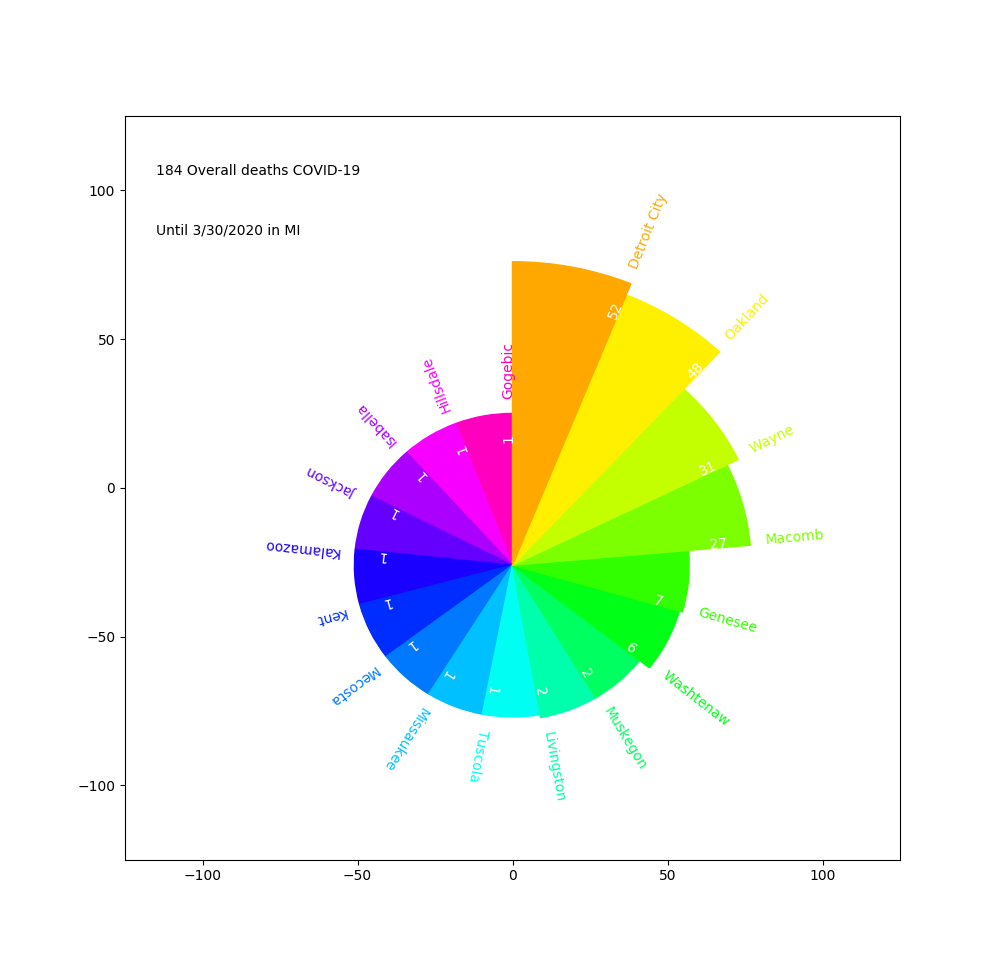 184 Overall deaths COVID-19
Until 3/30/2020 in MI
Detroit City
52
Oakland
48
Wayne
31
Macomb
27
Genesee
7
Washtenaw
6
Muskegon
2
Livingston
2
Tuscola
1
Missaukee
1
Mecosta
1
Kent
1
Kalamazoo
1
Jackson
1
Isabella
1
Hillsdale
1
Gogebic
1
100
50
0
−50
−100
−100
−50
0
50
100